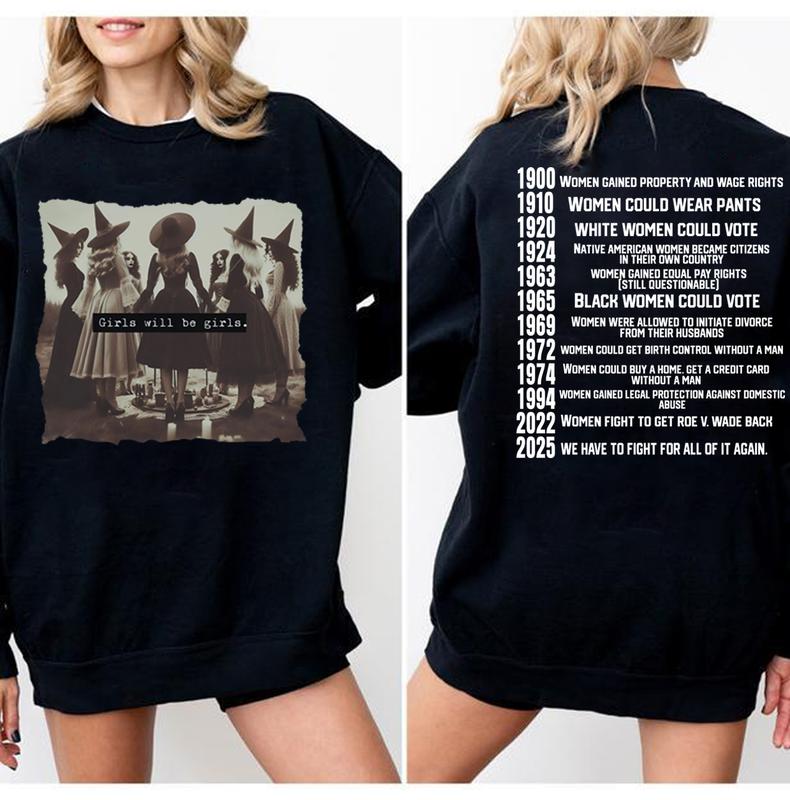 Girls will be girls.
1900 Women gained property and wage rights
1910 Women could wear pants
1920 white women could vote
1924 Native American women became citizens
in their own country
1963 women gained equal pay rights
(still questionable)
1965 Black women could vote
1969 Women were allowed to initiate divorce
from their husbands
1972 women could get birth control without a man
1974 Women could buy a home, get a credit card
without a man
1994 women gained legal protection against domestic
abuse
2022 Women fight to get Roe v. Wade back
2025 we have to fight for all of it again.